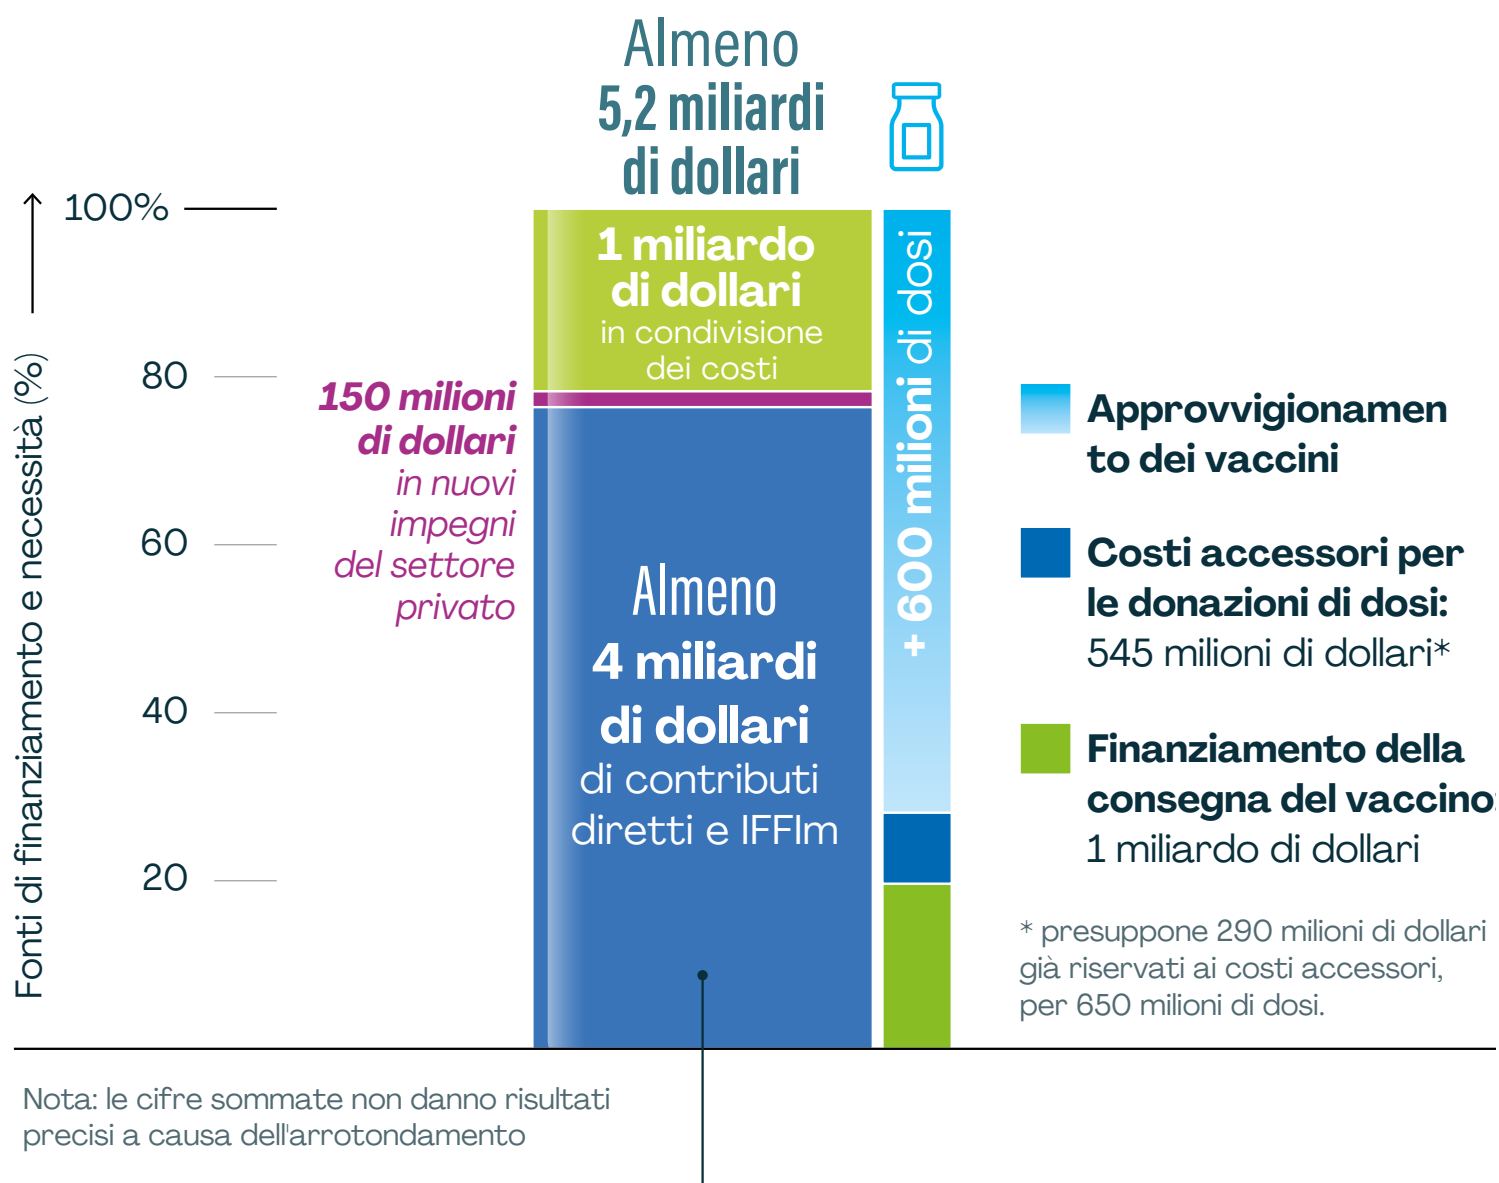 Almeno
5,2 miliardi
di dollari
Fonti di finanziamento e necessità (%)
100%
80
60
40
20
1 miliardo
di dollari
in condivisione
dei costi
150 milioni
di dollari
in nuovi
impegni
del settore
privato
Almeno
4 miliardi
di dollari
di contributi
diretti e IFFIm
+ 600 milioni di dosi
Approvvigionamen
to dei vaccini
Costi accessori per
le donazioni di dosi:
545 milioni di dollari*
Finanziamento della
consegna del vaccino:
1 miliardo di dollari
* presuppone 290 milioni di dollari
già riservati ai costi accessori,
per 650 milioni di dosi.
Nota: le cifre sommate non danno risultati
precisi a causa dell'arrotondamento